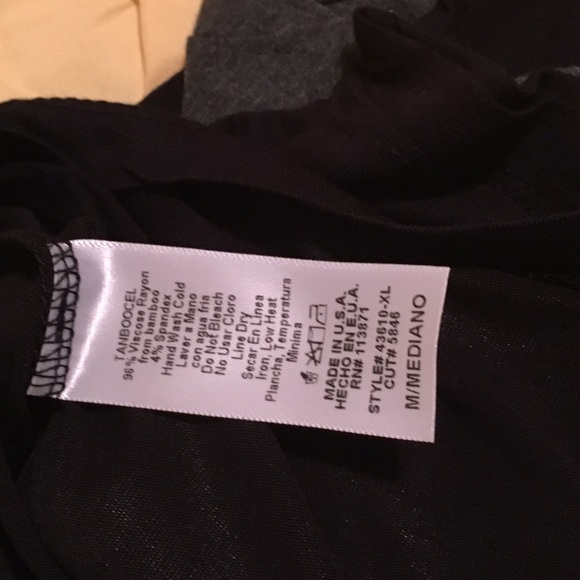 TANBOOCEL
96% Viscose Rayon
from bamboo
4% Spandex
Hand Wash Cold
Lavar a Mano
con agua fria
Do Not Bleach
No Usar Cloro
Line Dry
Secar En Linea
Iron, Low Heat
Plancha, Temperatura
Minima
MADE IN U.S.A.
HECHO EN E.U.A.
RN# 113871
STYLE# 43610-XL
CUT# 5846
M/MEDIANO